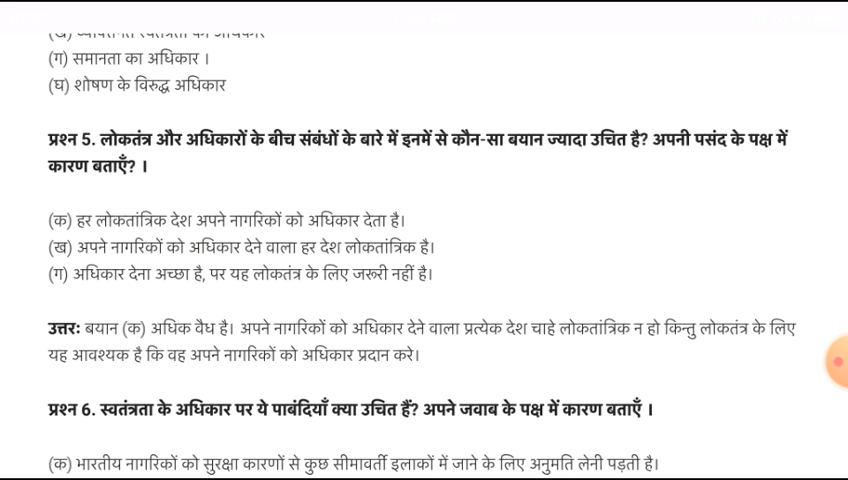 (ग) समानता का अधिकार ।
(घ) शोषण के विरुद्ध अधिकार
प्रश्न 5. लोकतंत्र और अधिकारों के बीच संबंधों के बारे में इनमें से कौन-सा बयान ज्यादा उचित है? अपनी पसंद के पक्ष में
कारण बताएँ? ।
(क) हर लोकतांत्रिक देश अपने नागरिकों को अधिकार देता है।
(ख) अपने नागरिकों को अधिकार देने वाला हर देश लोकतांत्रिक है।
(ग) अधिकार देना अच्छा है, पर यह लोकतंत्र के लिए जरूरी नहीं है।
उत्तरः बयान (क) अधिक वैध है। अपने नागरिकों को अधिकार देने वाला प्रत्येक देश चाहे लोकतांत्रिक न हो किन्तु लोकतंत्र के लिए
यह आवश्यक है कि वह अपने नागरिकों को अधिकार प्रदान करे।
प्रश्न 6. स्वतंत्रता के अधिकार पर ये पाबंदियाँ क्या उचित हैं? अपने जवाब के पक्ष में कारण बताएँ ।
(क) भारतीय नागरिकों को सुरक्षा कारणों से कुछ सीमावर्ती इलाकों में जाने के लिए अनुमति लेनी पड़ती है।